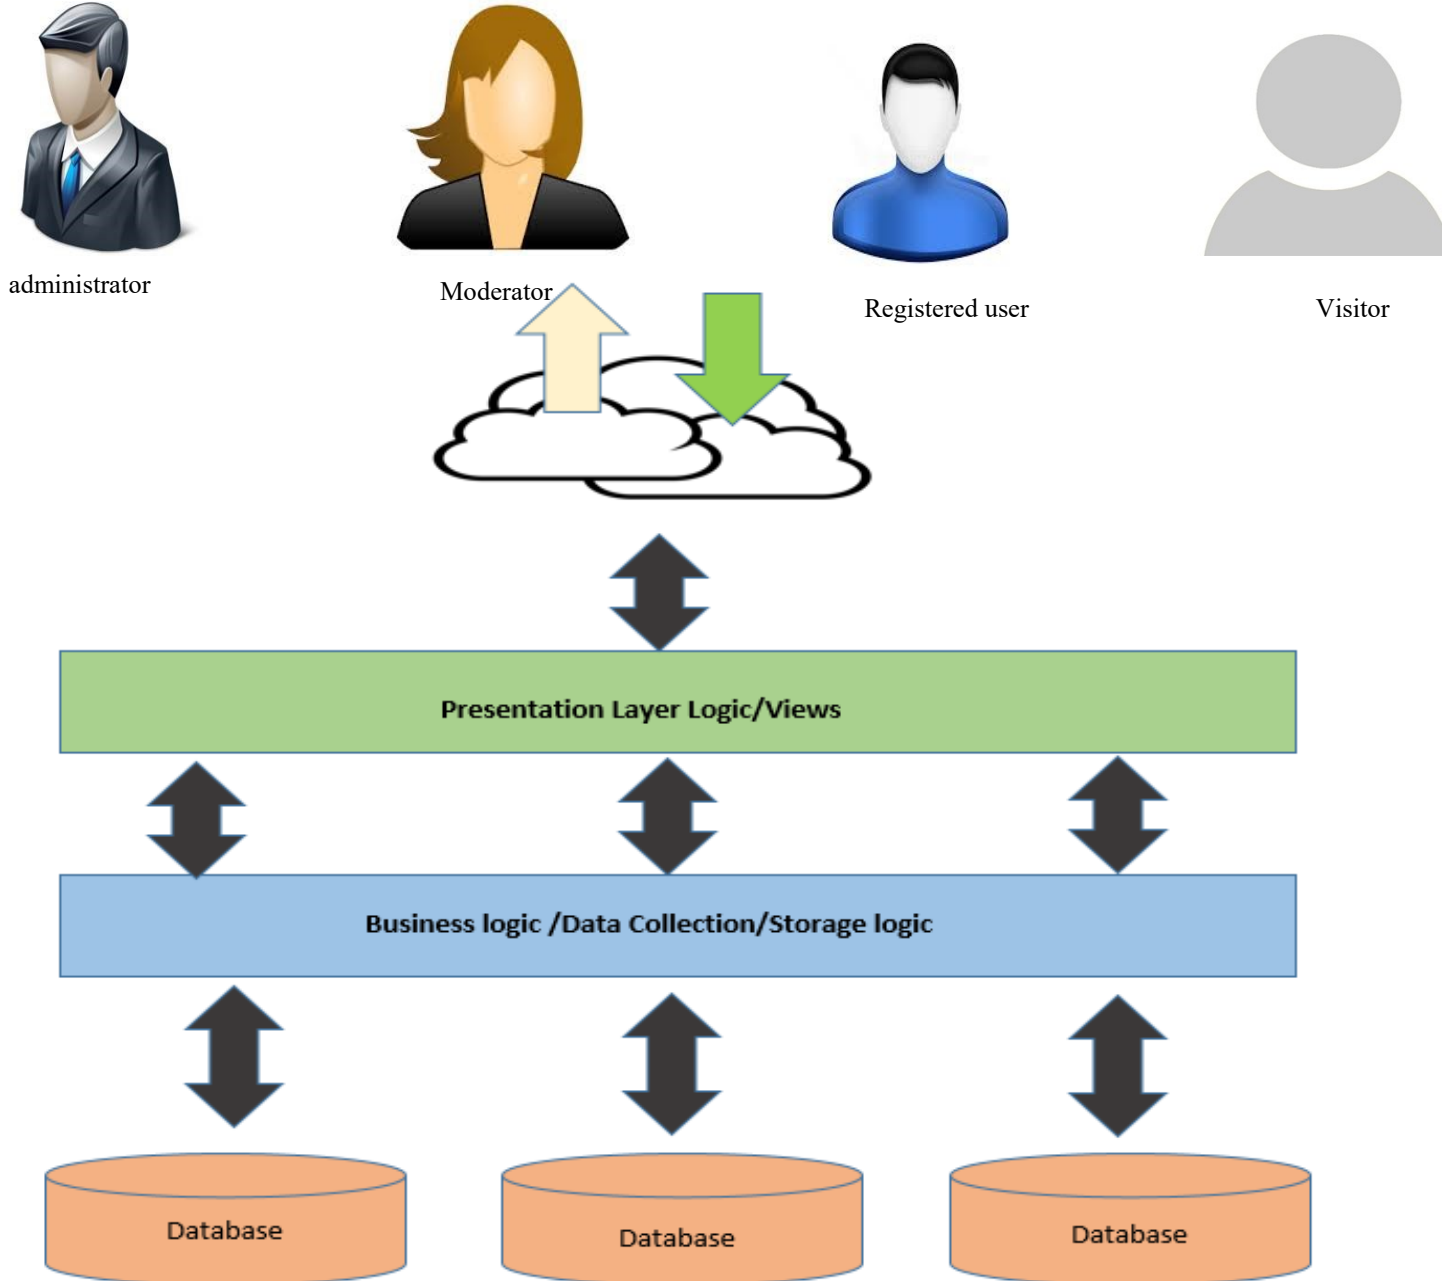 administrator
Moderator
Registered user
Visitor
Presentation Layer Logic/Views
Business logic /Data Collection/Storage logic
Database
Database
Database